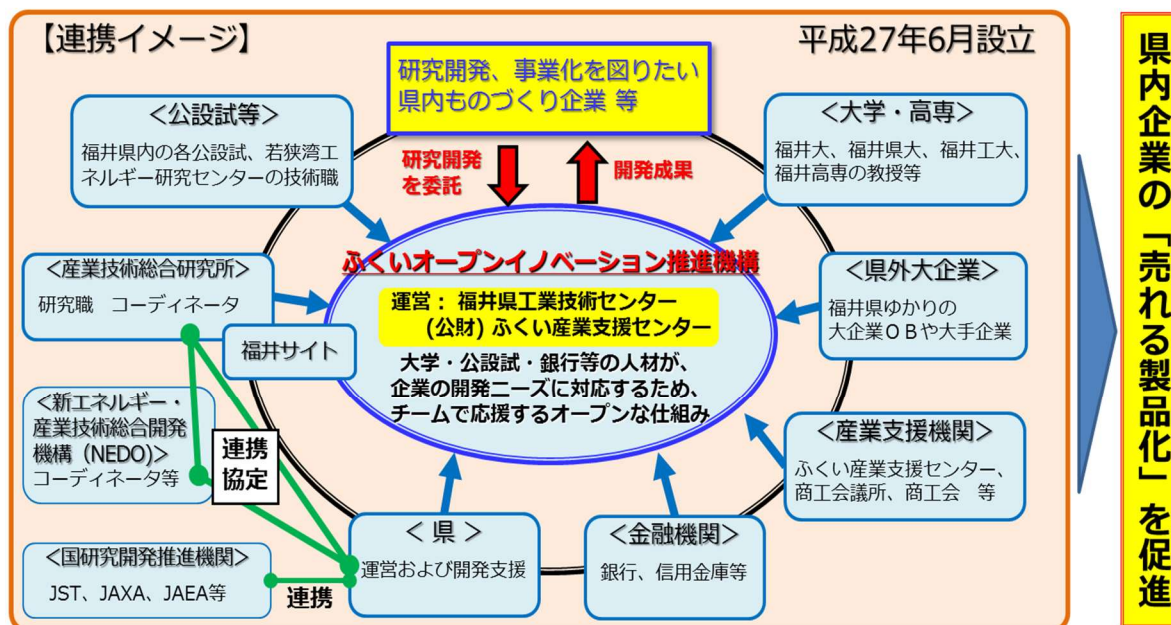 【連携イメージ】
平成27年6月設立
研究開発、事業化を図りたい
県内ものづくり企業 等
研究開発
を委託
開発成果
<公設試等>
福井県内の各公設試、若狭湾エ
ネルギー研究センターの技術職
<大学・高専>
福井大、福井県大、福井工大、
福井高専の教授等
<産業技術総合研究所>
研究職 コーディネータ
福井サイト
ふくいオープンイノベーション推進機構
運営: 福井県工業技術センター
(公財) ふくい産業支援センター
大学・公設試・銀行等の人材が、
企業の開発ニーズに対応するため、
チームで応援するオープンな仕組み
<県外大企業>
福井県ゆかりの
大企業OBや大手企業
<新エネルギー・
産業技術総合開発
機構 (NEDO)>
コーディネータ等
連携
協定
<産業支援機関>
ふくい産業支援センター、
商工会議所、商工会 等
<国研究開発推進機関>
JST、JAXA、JAEA等
連携
<県>
運営および開発支援
<金融機関>
銀行、信用金庫等
県内企業の「売れる製品化」を促進